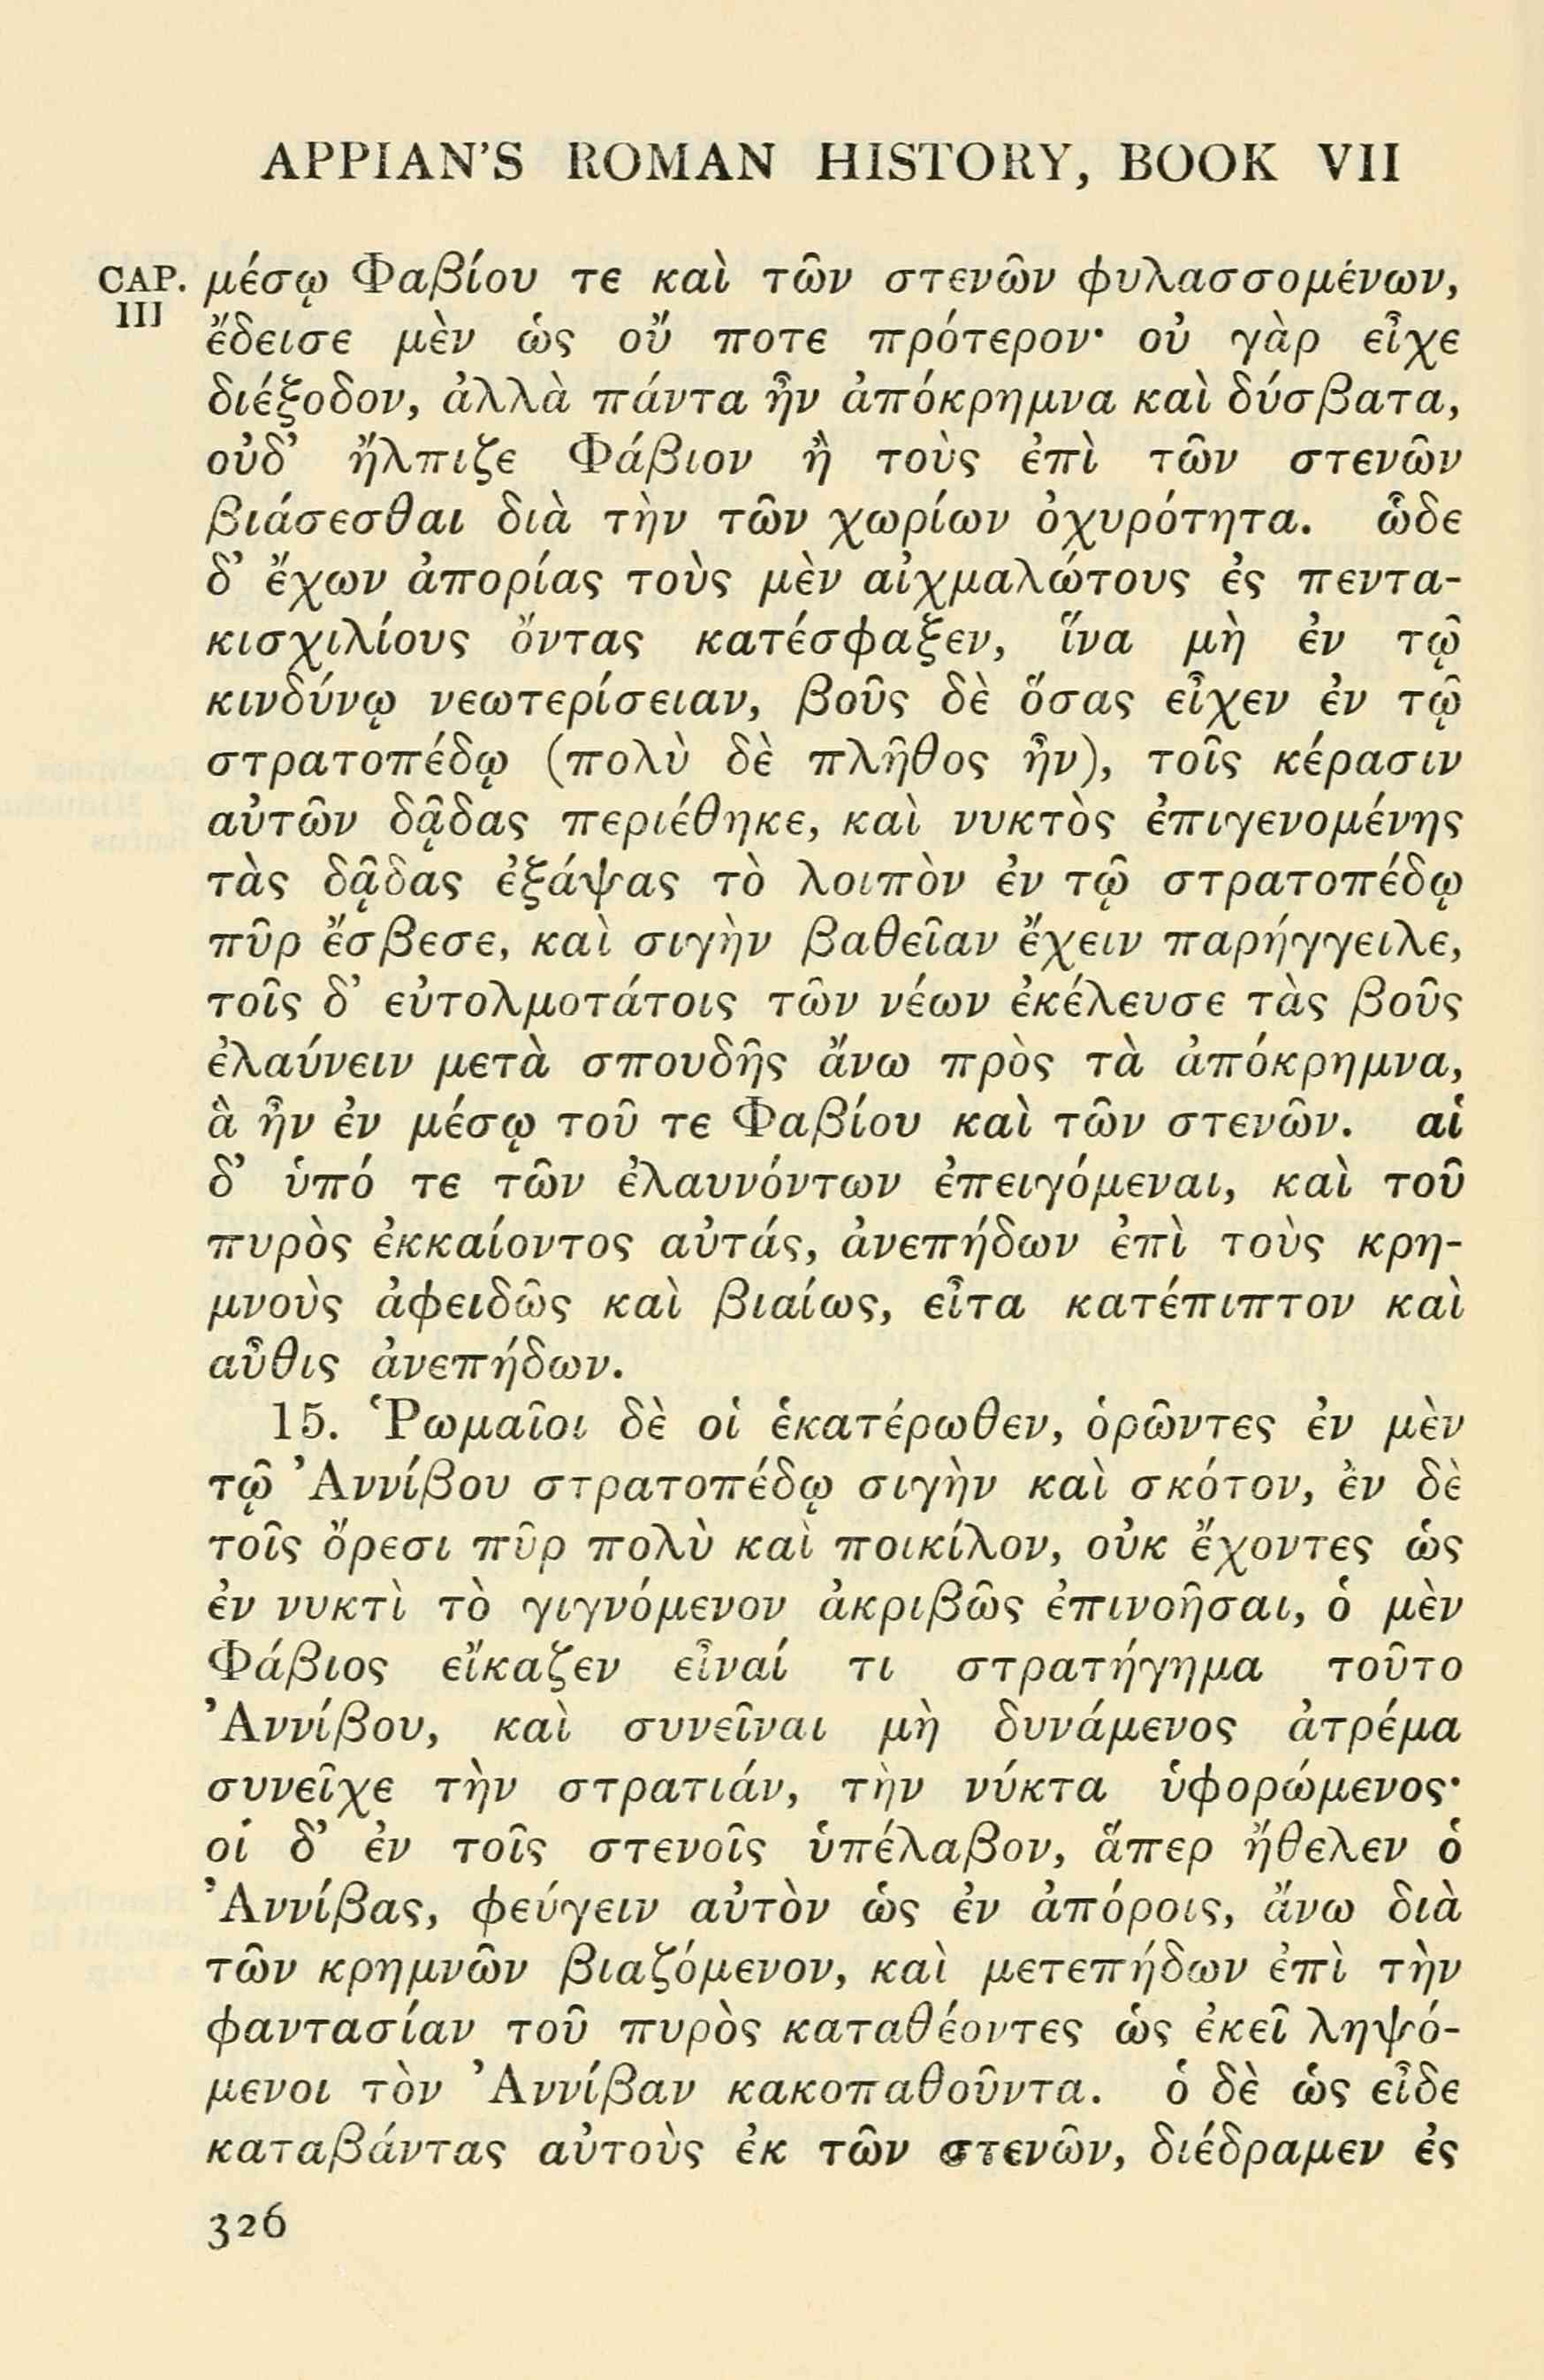 APPIAN'S ROMAN HISTORY, BOOK VII
CAP. μέσῳ Φαβίου τε καὶ τῶν στενῶν φυλασσομένων,
III ἔδεισε μὲν ὡς οὔ ποτε πρότερον· οὐ γὰρ εἶχε
διέξοδον, ἀλλὰ πάντα ἦν ἀπόκρημνα καὶ δύσβατα,
οὐδ' ἤλπιζε Φάβιον ἢ τοὺς ἐπὶ τῶν στενῶν
βιάσεσθαι διὰ τὴν τῶν χωρίων ὀχυρότητα. ὧδε
δ' ἔχων ἀπορίας τοὺς μὲν αἰχμαλώτους ἐς πεντα-
κισχιλίους ὄντας κατέσφαξεν, ἵνα μὴ ἐν τῷ
κινδύνῳ νεωτερίσειαν, βοῦς δὲ ὅσας εἶχεν ἐν τῷ
στρατοπέδῳ (πολὺ δὲ πλῆθος ἦν), τοῖς κέρασιν
αὐτῶν δᾷδας περιέθηκε, καὶ νυκτὸς ἐπιγενομένης
τὰς δᾷδας ἐξάψας τὸ λοιπὸν ἐν τῷ στρατοπέδῳ
πῦρ ἔσβεσε, καὶ σιγὴν βαθεῖαν ἔχειν παρήγγειλε,
τοῖς δ' εὐτολμοτάτοις τῶν νέων ἐκέλευσε τὰς βοῦς
ἐλαύνειν μετὰ σπουδῆς ἄνω πρὸς τὰ ἀπόκρημνα,
ἃ ἦν ἐν μέσῳ τοῦ τε Φαβίου καὶ τῶν στενῶν. αἱ
δ' ὑπό τε τῶν ἐλαυνόντων ἐπειγόμεναι, καὶ τοῦ
πυρὸς ἐκκαίοντος αὐτάς, ἀνεπήδων ἐπὶ τοὺς κρη-
μνοὺς ἀφειδῶς καὶ βιαίως, εἶτα κατέπιπτον καὶ
αὖθις ἀνεπήδων.
15. Ῥωμαῖοι δὲ οἱ ἑκατέρωθεν, ὁρῶντες ἐν μὲν
τῷ Ἀννίβου στρατοπέδῳ σιγὴν καὶ σκότον, ἐν δὲ
τοῖς ὄρεσι πῦρ πολὺ καὶ ποικίλον, οὐκ ἔχοντες ὡς
ἐν νυκτὶ τὸ γιγνόμενον ἀκριβῶς ἐπινοῆσαι, ὁ μὲν
Φάβιος εἴκαζεν εἶναί τι στρατήγημα τοῦτο
Ἀννίβου, καὶ συνεῖναι μὴ δυνάμενος ἀτρέμα
συνεῖχε τὴν στρατιάν, τὴν νύκτα ὑφορώμενος·
οἱ δ' ἐν τοῖς στενοῖς ὑπέλαβον, ἅπερ ἤθελεν ὁ
Ἀννίβας, φεύγειν αὐτὸν ὡς ἐν ἀπόροις, ἄνω διὰ
τῶν κρημνῶν βιαζόμενον, καὶ μετεπήδων ἐπὶ τὴν
φαντασίαν τοῦ πυρὸς καταθέοντες ὡς ἐκεῖ ληψό-
μενοι τὸν Ἀννίβαν κακοπαθοῦντα. ὁ δὲ ὡς εἶδε
καταβάντας αὐτοὺς ἐκ τῶν στενῶν, διέδραμεν ἐς
326